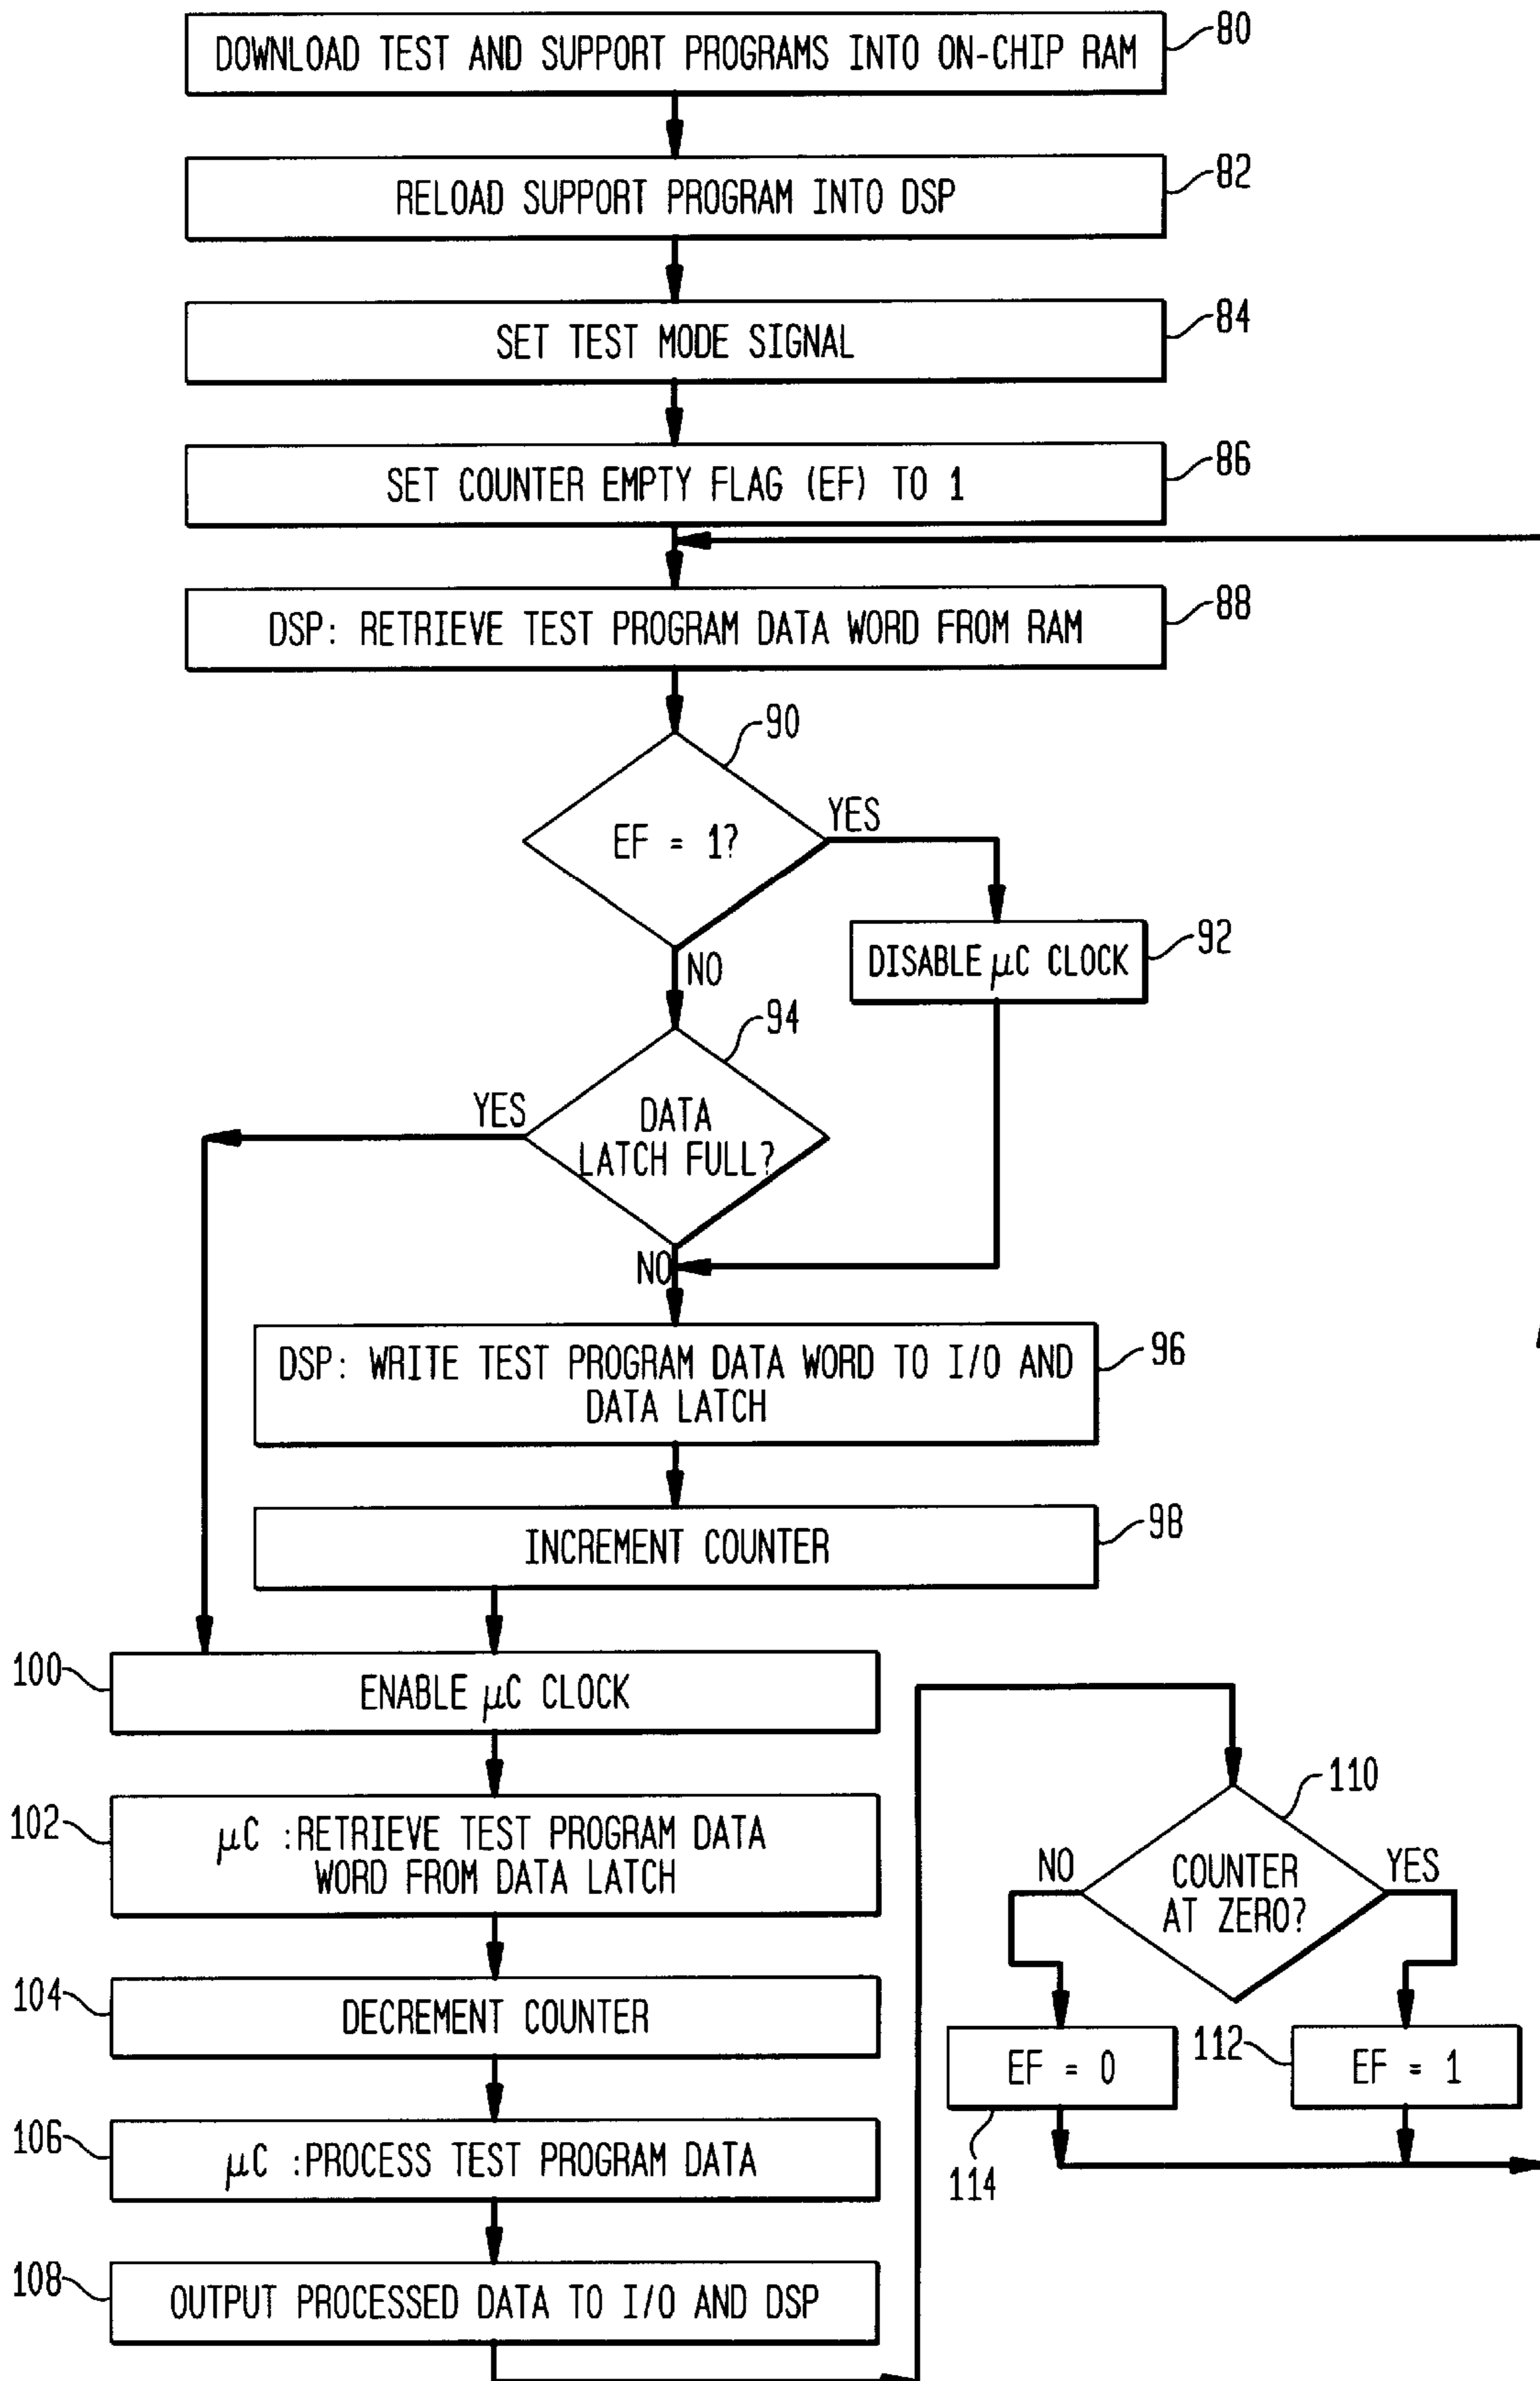 DOWNLOAD TEST AND SUPPORT PROGRAMS INTO ON-CHIP RAM
80
RELOAD SUPPORT PROGRAM INTO DSP
82
SET TEST MODE SIGNAL
84
SET COUNTER EMPTY FLAG (EF) TO 1
86
DSP: RETRIEVE TEST PROGRAM DATA WORD FROM RAM
88
90
EF = 1?
YES
NO
DISABLE μC CLOCK
92
94
DATA
LATCH FULL?
YES
NO
DSP: WRITE TEST PROGRAM DATA WORD TO I/O AND
DATA LATCH
96
INCREMENT COUNTER
98
100
ENABLE μC CLOCK
102
μC :RETRIEVE TEST PROGRAM DATA
WORD FROM DATA LATCH
104
DECREMENT COUNTER
106
μC :PROCESS TEST PROGRAM DATA
108
OUTPUT PROCESSED DATA TO I/O AND DSP
110
COUNTER
AT ZERO?
NO
YES
EF = 0
114
112
EF = 1